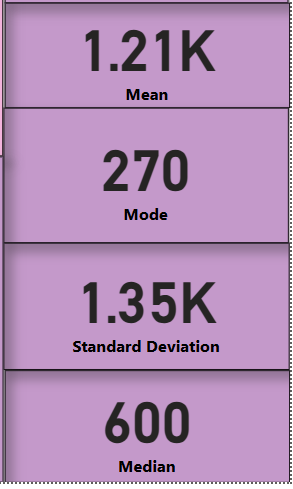 1.21K
Mean
270
Mode
1.35K
Standard Deviation
600
Median